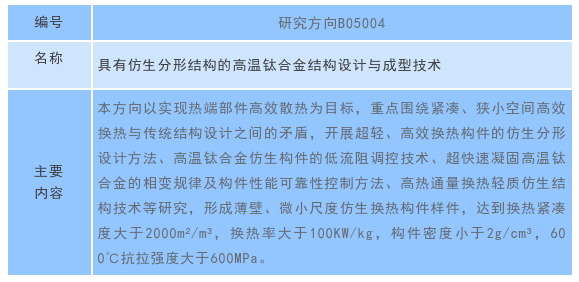 编号
研究方向B05004
名称
具有仿生分形结构的高温钛合金结构设计与成型技术
主要
内容
本方向以实现热端部件高效散热为目标，重点围绕紧凑、狭小空间高效
换热与传统结构设计之间的矛盾，开展超轻、高效换热构件的仿生分形
设计方法、高温钛合金仿生构件的低流阻调控技术、超快速凝固高温钛
合金的相变规律及构件性能可靠性控制方法、高热通量换热轻质仿生结
构技术等研究，形成薄壁、微小尺度仿生换热构件样件，达到换热紧凑
度大于2000m²/m³，换热率大于100KW/kg，构件密度小于2g/cm³，60
0℃抗拉强度大于600MPa。